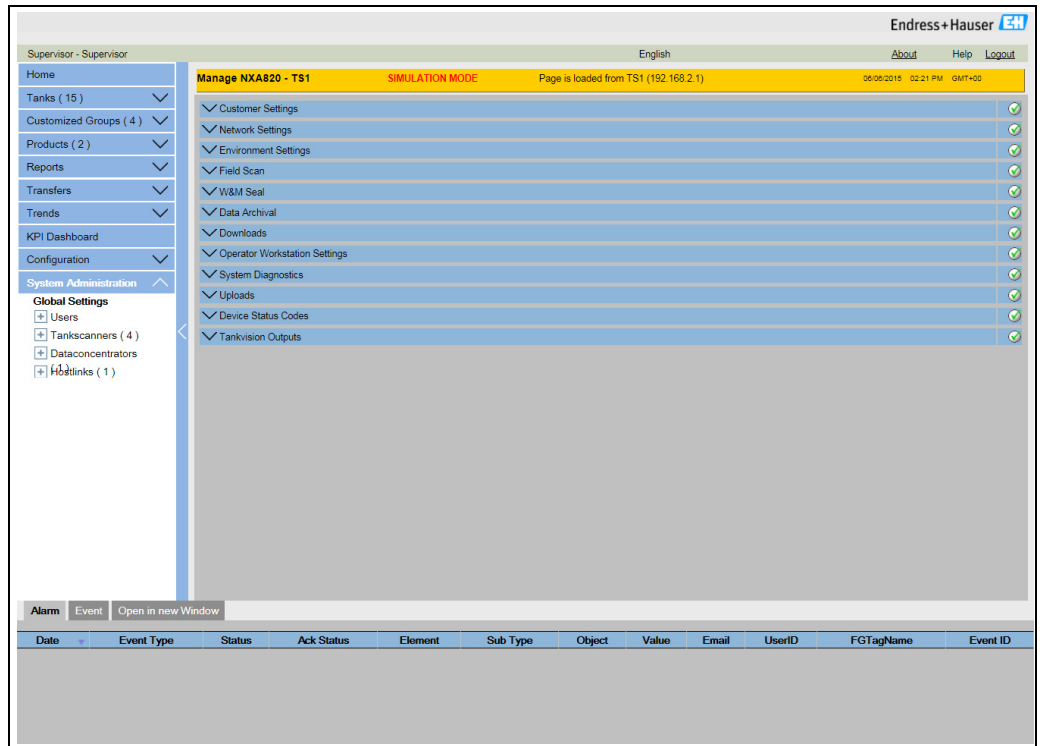 Endress+Hauser EH
Supervisor - Supervisor English About Help Logout
Home
Tanks ( 15 )
Customized Groups ( 4 )
Products ( 2 )
Reports
Transfers
Trends
KPI Dashboard
Configuration
System Administration
Global Settings
Users
Tankscanners ( 4 )
Dataconcentrators
( 1 )
Hostlinks ( 1 )
Manage NXA820 - TS1 SIMULATION MODE Page is loaded from TS1 (192.168.2.1) 06/06/2015 02:21 PM GMT+00
Customer Settings
Network Settings
Environment Settings
Field Scan
W&M Seal
Data Archival
Downloads
Operator Workstation Settings
System Diagnostics
Uploads
Device Status Codes
Tankvision Outputs
Alarm Event Open in new Window
Date Event Type Status Ack Status Element Sub Type Object Value Email UserID FGTagName Event ID